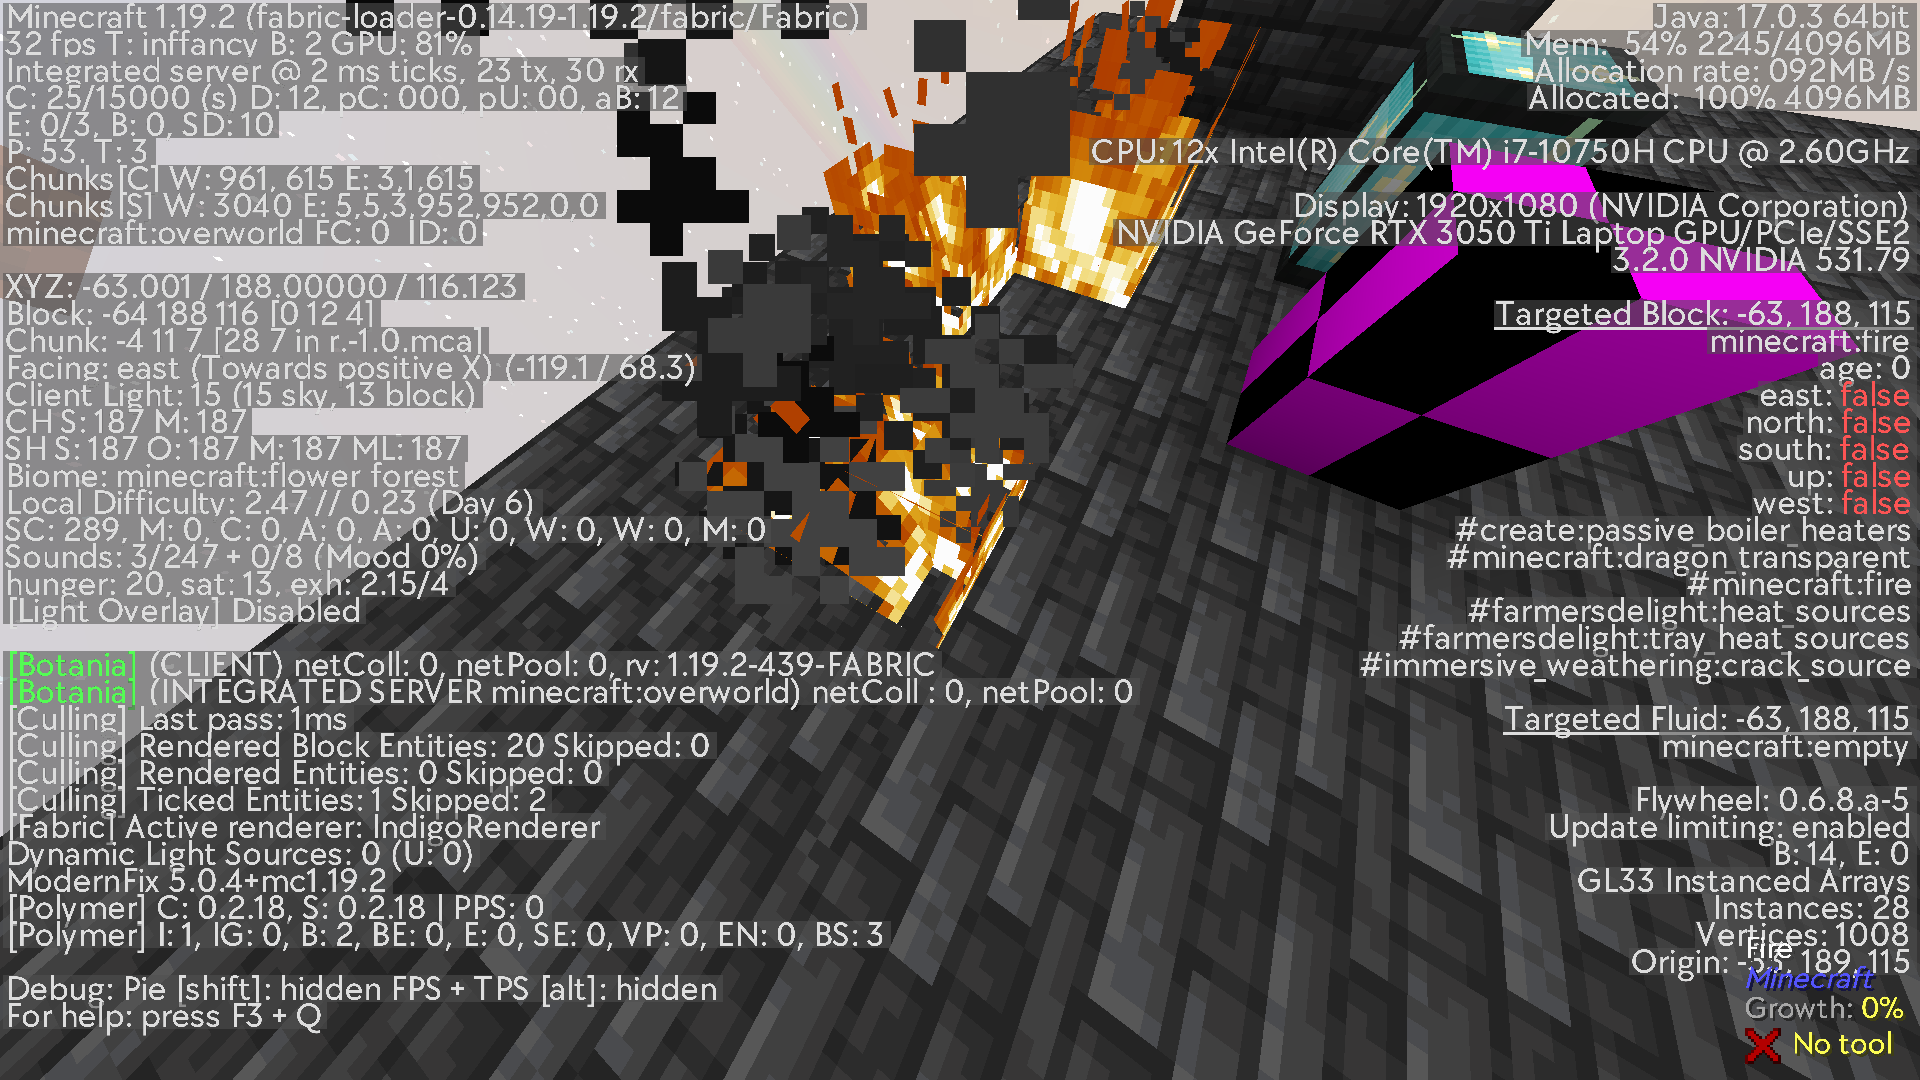 Minecraft 1.19.2 (fabric-loader-0.14.19-1.19.2/fabric/Fabric)
32 fps T: inffancy B: 2 GPU: 81%
Integrated server @ 2 ms ticks, 23 tx, 30 rx
C: 25/15000 (s) D: 12, pC: 000, pU: 00, aB: 12
E: 0/3, B: 0, SD: 10
P: 53. T: 3
Chunks[C] W: 961, 615 E: 3,1,615
Chunks[S] W: 3040 E: 5,5,3,952,952,0,0
minecraft:overworld FC: 0 ID: 0
XYZ: -63.001 / 188.00000 / 116.123
Block: -64 188 116 [0 12 4]
Chunk: -4 11 7 [28 7 in r.-1.0.mca]
Facing: east (Towards positive X) (-119.1 / 68.3)
Client Light: 15 (15 sky, 13 block)
CH S: 187 M: 187
SH S: 187 O: 187 M: 187 ML: 187
Biome: minecraft:flower_forest
Local Difficulty: 2.47 // 0.23 (Day 6)
SC: 289, M: 0, C: 0, A: 0, A: 0, U: 0, W: 0, W: 0, M: 0
Sounds: 3/247 + 0/8 (Mood 0%)
hunger: 20, sat: 13, exh: 2.15/4
[Light Overlay] Disabled
[Botania] (CLIENT) netColl: 0, netPool: 0, rv: 1.19.2-439-FABRIC
[Botania] (INTEGRATED SERVER minecraft:overworld) netColl : 0, netPool: 0
[Culling] Last pass: 1ms
[Culling] Rendered Block Entities: 20 Skipped: 0
[Culling] Rendered Entities: 0 Skipped: 0
[Culling] Ticked Entities: 1 Skipped: 2
[Fabric] Active renderer: IndigoRenderer
Dynamic Light Sources: 0 (U: 0)
ModernFix 5.0.4+mc1.19.2
[Polymer] C: 0.2.18, S: 0.2.18 | PPS: 0
[Polymer] I: 1, IG: 0, B: 2, BE: 0, E: 0, SE: 0, VP: 0, EN: 0, BS: 3
Debug: Pie [shift]: hidden FPS + TPS [alt]: hidden
For help: press F3 + Q
Java: 17.0.3 64bit
Mem: 54% 2245/4096MB
Allocation rate: 092MB /s
Allocated: 100% 4096MB
CPU: 12x Intel(R) Core(TM) i7-10750H CPU @ 2.60GHz
Display: 1920x1080 (NVIDIA Corporation)
NVIDIA GeForce RTX 3050 Ti Laptop GPU/PCIe/SSE2
3.2.0 NVIDIA 531.79
Targeted Block: -63, 188, 115
minecraft:fire
age: 0
east: false
north: false
south: false
up: false
west: false
#create:passive_boiler_heaters
#minecraft:dragon_transparent
#minecraft:fire
#farmersdelight:heat_sources
#farmersdelight:tray_heat_sources
#immersive_weathering:crack_source
Targeted Fluid: -63, 188, 115
minecraft:empty
Flywheel: 0.6.8.a-5
Update limiting: enabled
B: 14, E: 0
GL33 Instanced Arrays
Instances: 28
Vertices: 1008
Fire
Origin: 189, 115
Minecraft
Growth: 0%
No tool